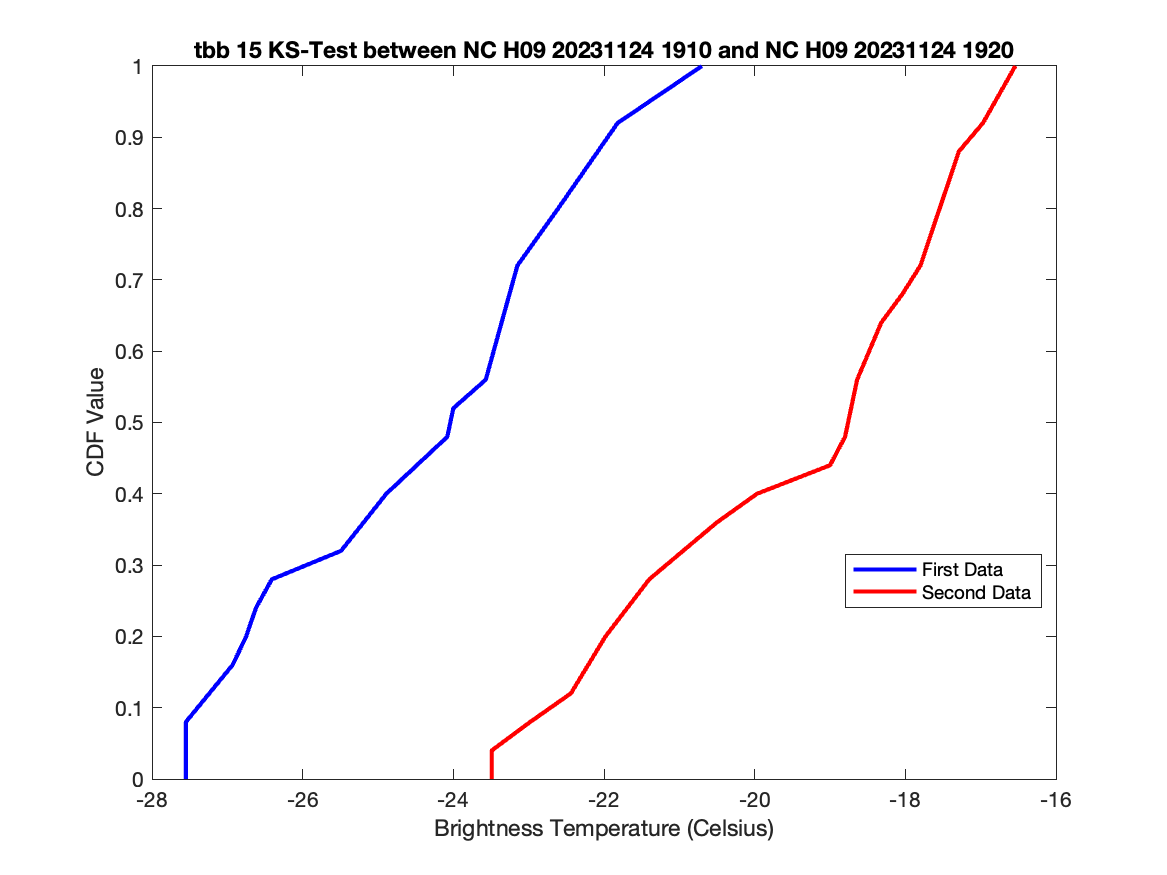 tbb 15 KS-Test between NC H09 20231124 1910 and NC H09 20231124 1920
1
0.9
0.8
0.7
0.6
0.5
0.4
0.3
0.2
0.1
0
CDF Value
First Data
Second Data
-28 -26 -24 -22 -20 -18 -16
Brightness Temperature (Celsius)